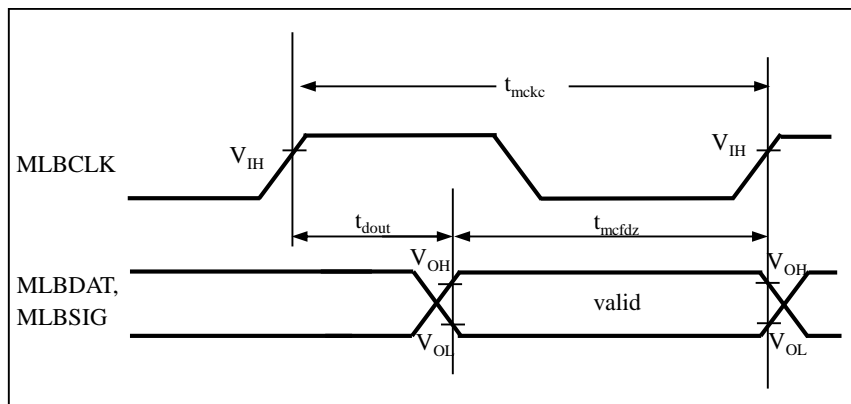 t_mckc
MLBCLK
V_IH
V_IH
t_dout
t_mcfdz
V_OH
V_OH
MLBDAT,
MLBSIG
valid
V_OL
V_OL